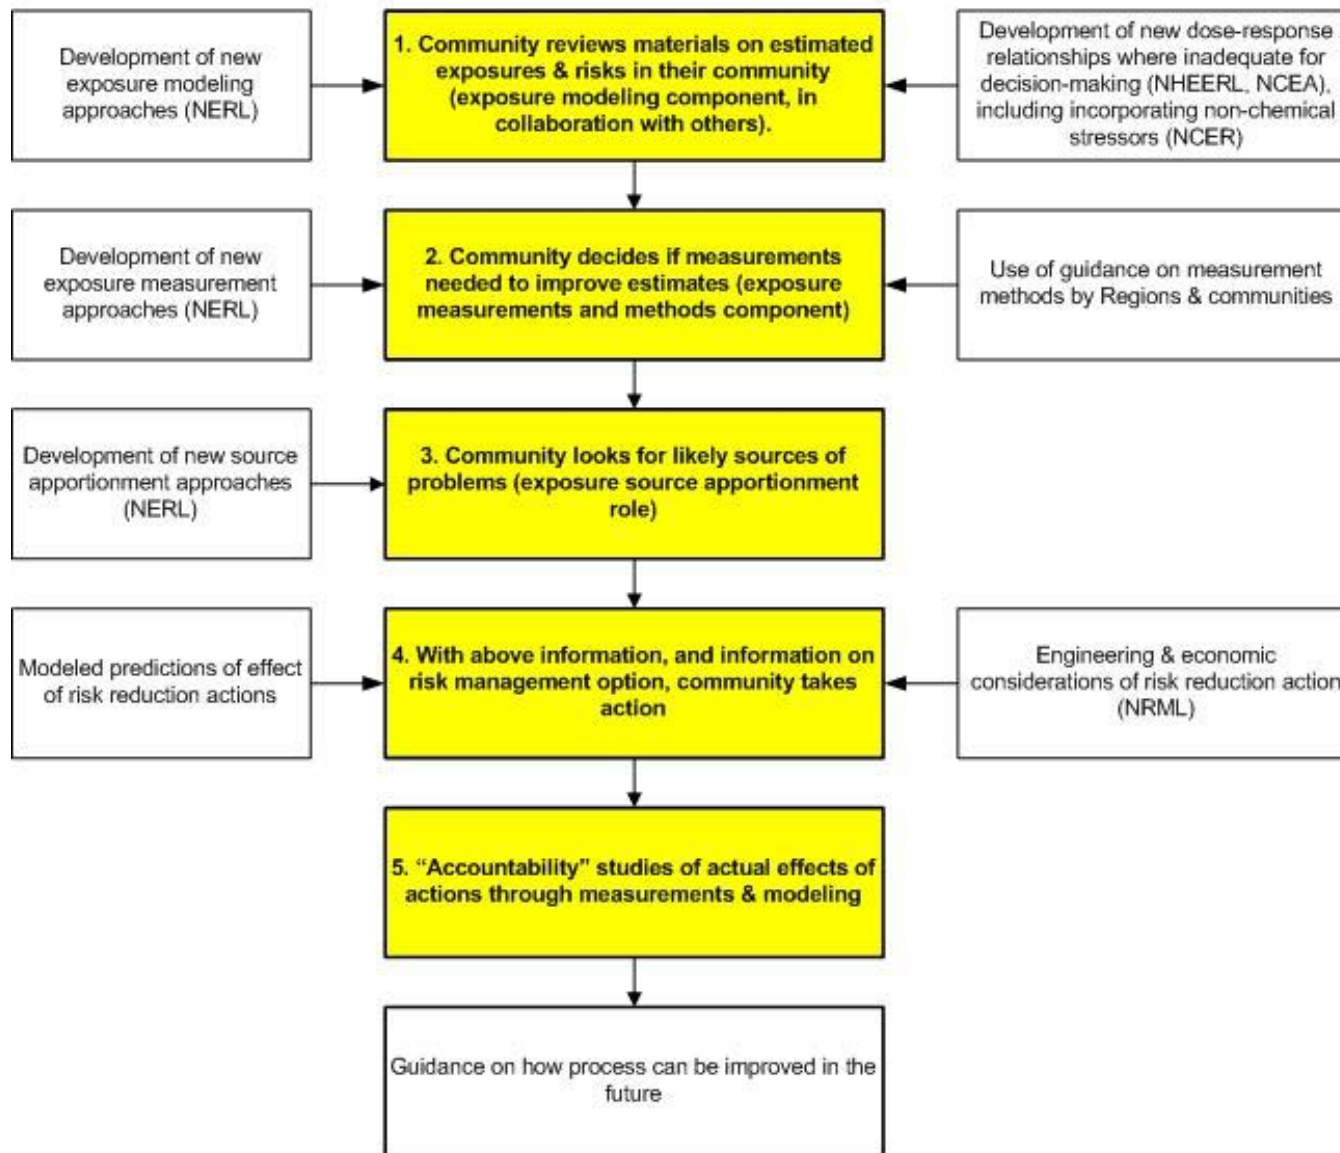 Development of new
exposure modeling
approaches (NERL)
1. Community reviews materials on estimated
exposures & risks in their community
(exposure modeling component, in
collaboration with others).
Development of new dose-response
relationships where inadequate for
decision-making (NHEERL, NCEA),
including incorporating non-chemical
stressors (NCER)
Development of new
exposure measurement
approaches (NERL)
2. Community decides if measurements
needed to improve estimates (exposure
measurements and methods component)
Use of guidance on measurement
methods by Regions & communities
Development of new source
apportionment approaches
(NERL)
3. Community looks for likely sources of
problems (exposure source apportionment
role)
Modeled predictions of effect
of risk reduction actions
4. With above information, and information on
risk management option, community takes
action
Engineering & economic
considerations of risk reduction action
(NRML)
5. “Accountability” studies of actual effects of
actions through measurements & modeling
Guidance on how process can be improved in the
future